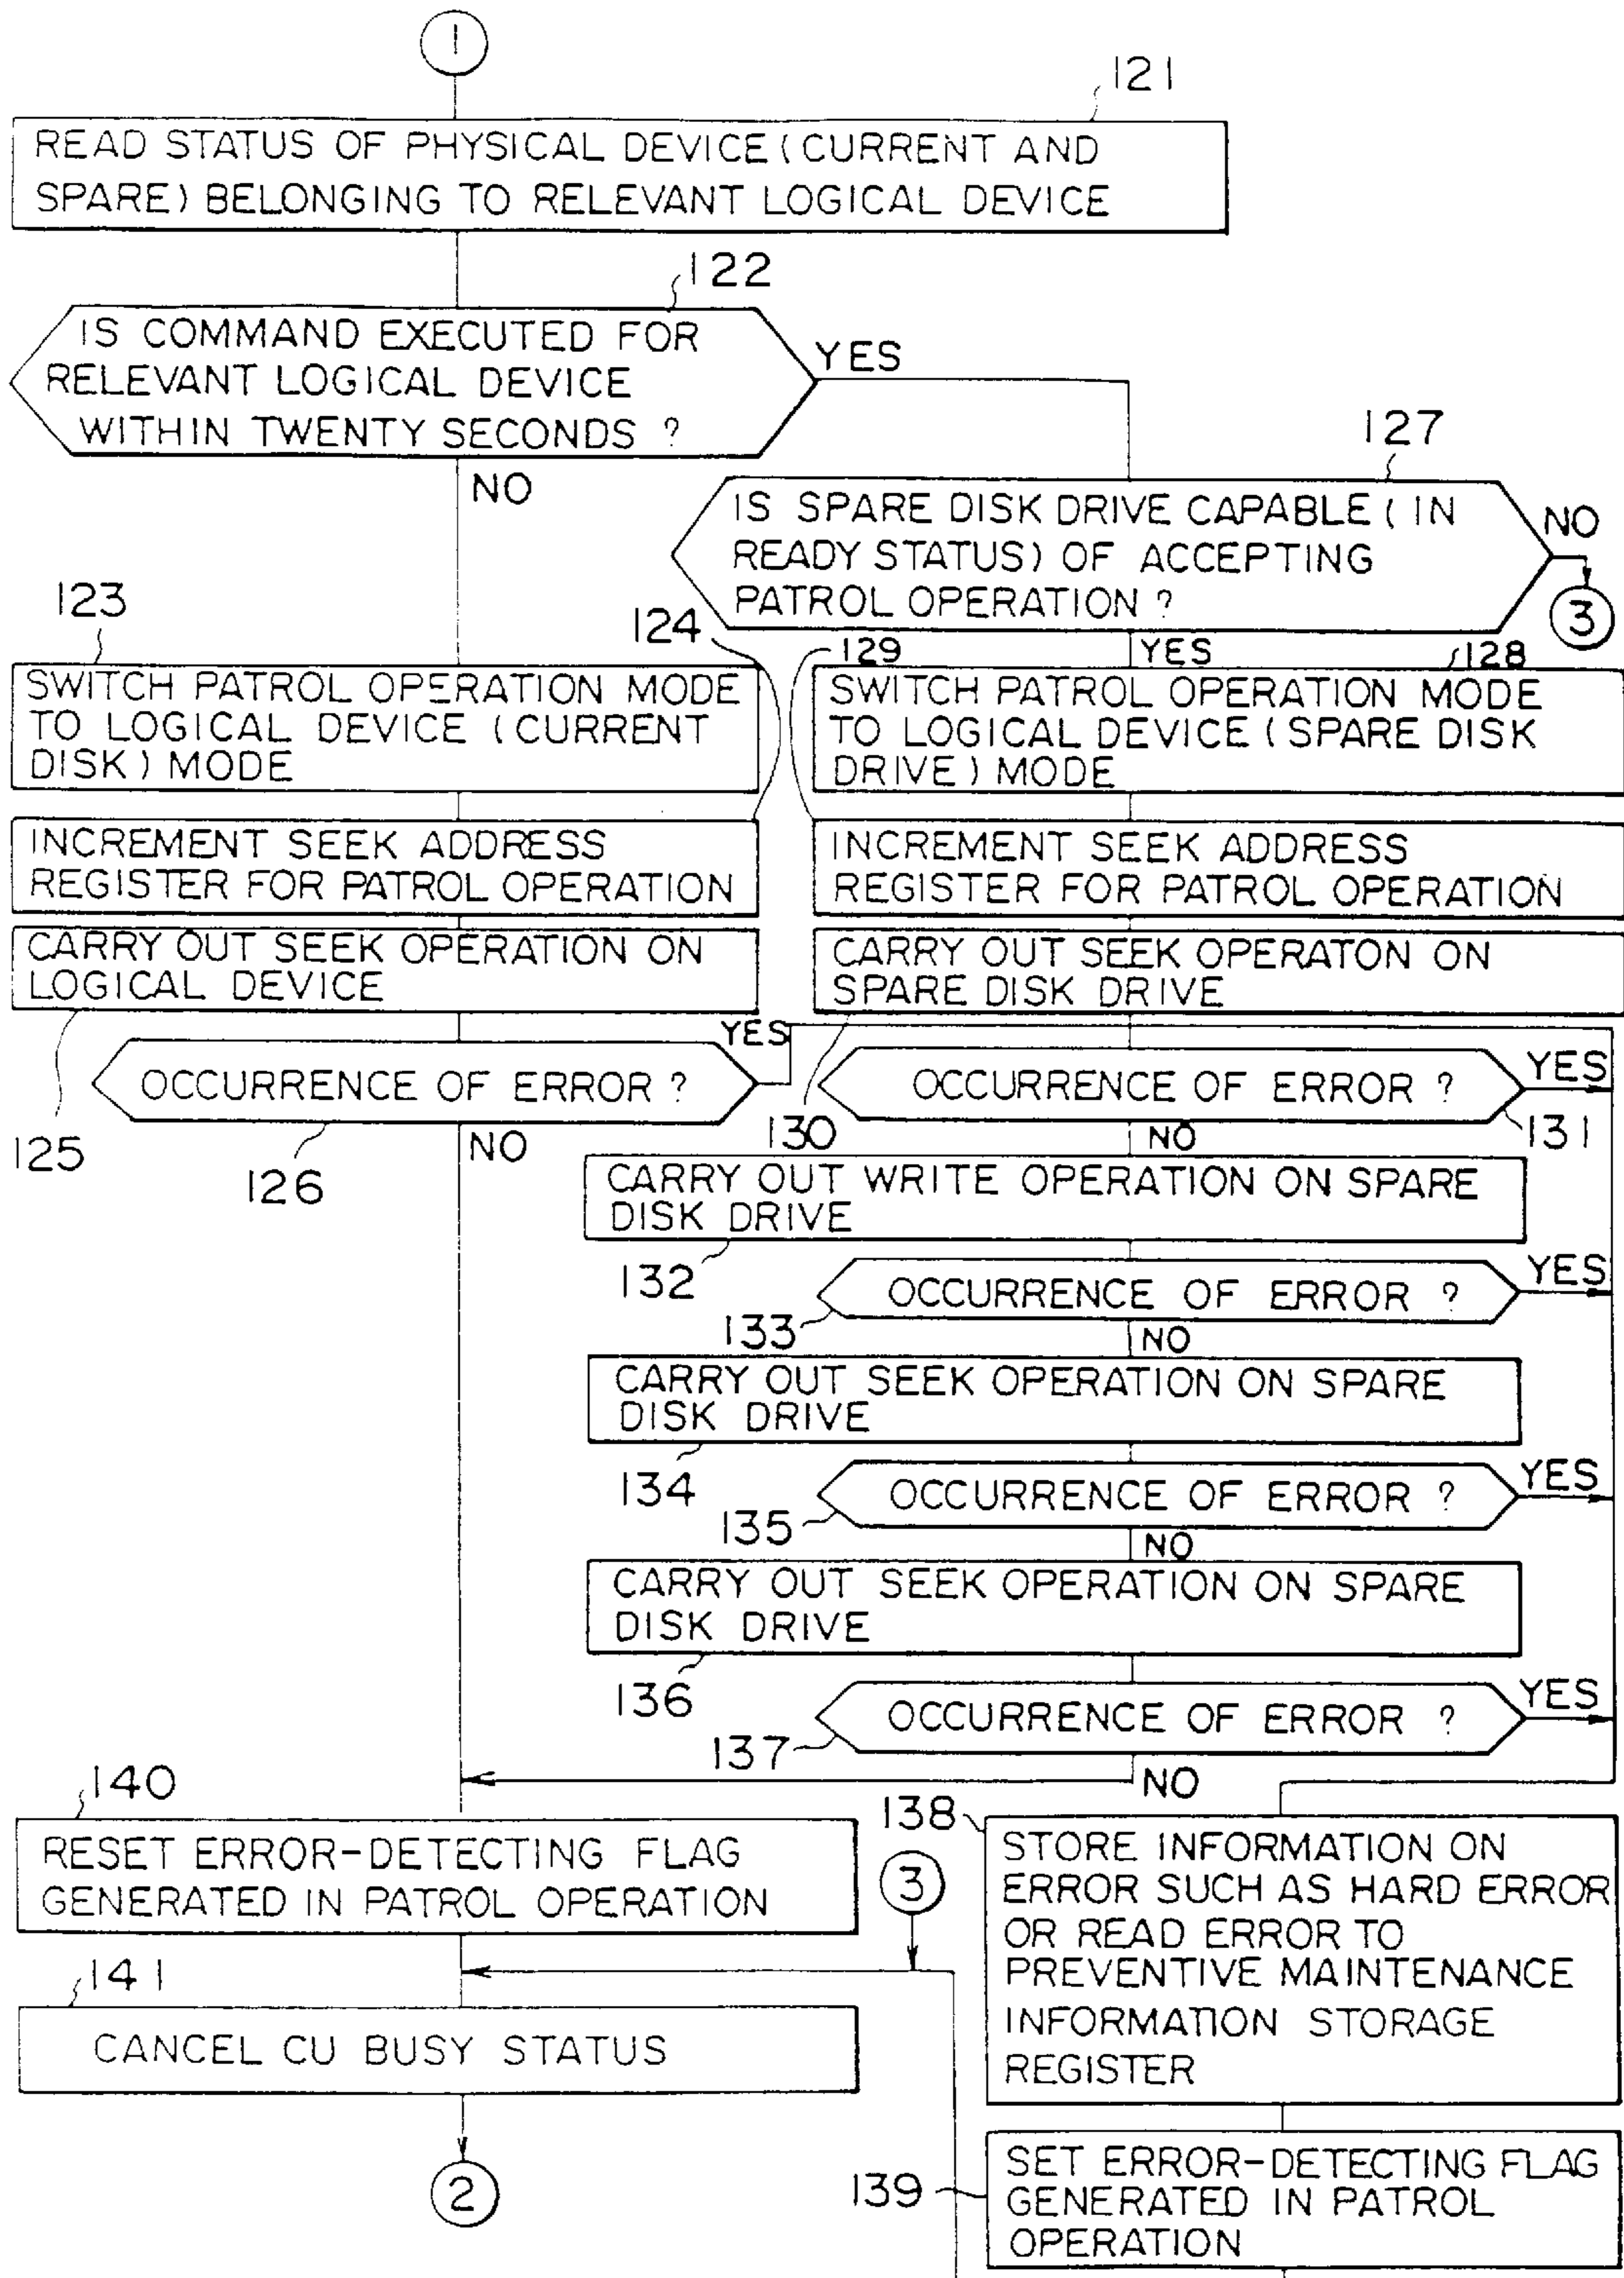 1
121
READ STATUS OF PHYSICAL DEVICE (CURRENT AND
SPARE) BELONGING TO RELEVANT LOGICAL DEVICE
122
IS COMMAND EXECUTED FOR
RELEVANT LOGICAL DEVICE
WITHIN TWENTY SECONDS ?
YES
NO
127
IS SPARE DISK DRIVE CAPABLE (IN
READY STATUS) OF ACCEPTING
PATROL OPERATION ?
NO
3
YES
123
SWITCH PATROL OPERATION MODE
TO LOGICAL DEVICE (CURRENT
DISK) MODE
124
INCREMENT SEEK ADDRESS
REGISTER FOR PATROL OPERATION
CARRY OUT SEEK OPERATION ON
LOGICAL DEVICE
125
OCCURRENCE OF ERROR ?
YES
126
NO
128
SWITCH PATROL OPERATION MODE
TO LOGICAL DEVICE (SPARE DISK
DRIVE) MODE
129
INCREMENT SEEK ADDRESS
REGISTER FOR PATROL OPERATION
CARRY OUT SEEK OPERATON ON
SPARE DISK DRIVE
130
OCCURRENCE OF ERROR ?
YES
131
NO
CARRY OUT WRITE OPERATION ON SPARE
DISK DRIVE
132
OCCURRENCE OF ERROR ?
YES
133
NO
CARRY OUT SEEK OPERATION ON SPARE
DISK DRIVE
134
OCCURRENCE OF ERROR ?
YES
135
NO
CARRY OUT SEEK OPERATION ON SPARE
DISK DRIVE
136
OCCURRENCE OF ERROR ?
YES
137
NO
140
RESET ERROR-DETECTING FLAG
GENERATED IN PATROL OPERATION
3
141
CANCEL CU BUSY STATUS
2
138
STORE INFORMATION ON
ERROR SUCH AS HARD ERROR
OR READ ERROR TO
PREVENTIVE MAINTENANCE
INFORMATION STORAGE
REGISTER
139
SET ERROR-DETECTING FLAG
GENERATED IN PATROL
OPERATION